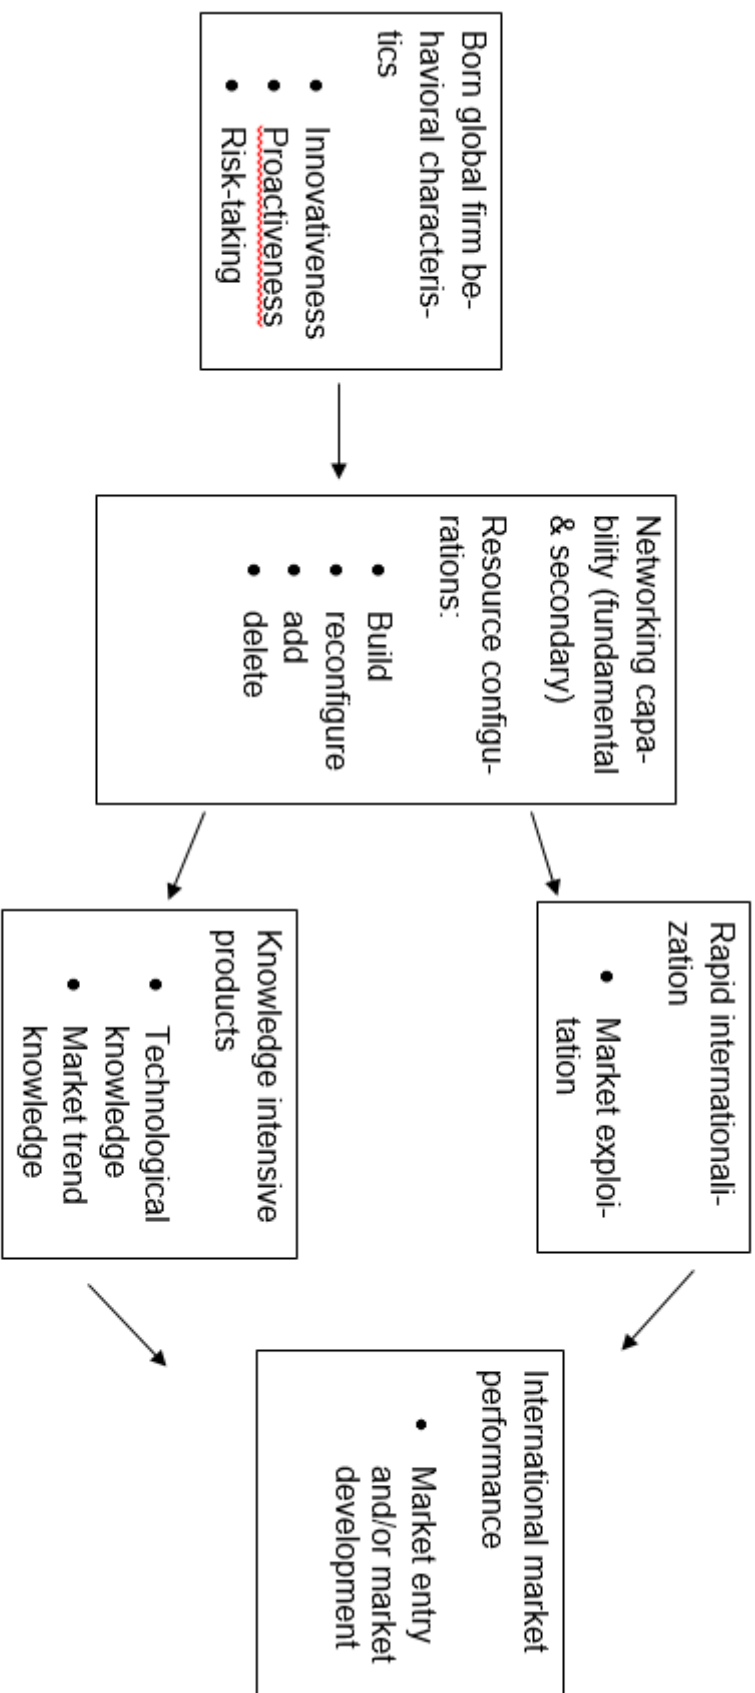 Born global firm be-
havioral characteris-
tics
• Innovativeness
• Proactiveness
• Risk-taking
Networking capa-
bility (fundamental
& secondary)
Resource configu-
rations:
• Build
• reconfigure
• add
• delete
Rapid internationali-
zation
• Market exploi-
tation
Knowledge intensive
products
• Technological
knowledge
• Market trend
knowledge
International market
performance
• Market entry
and/or market
development